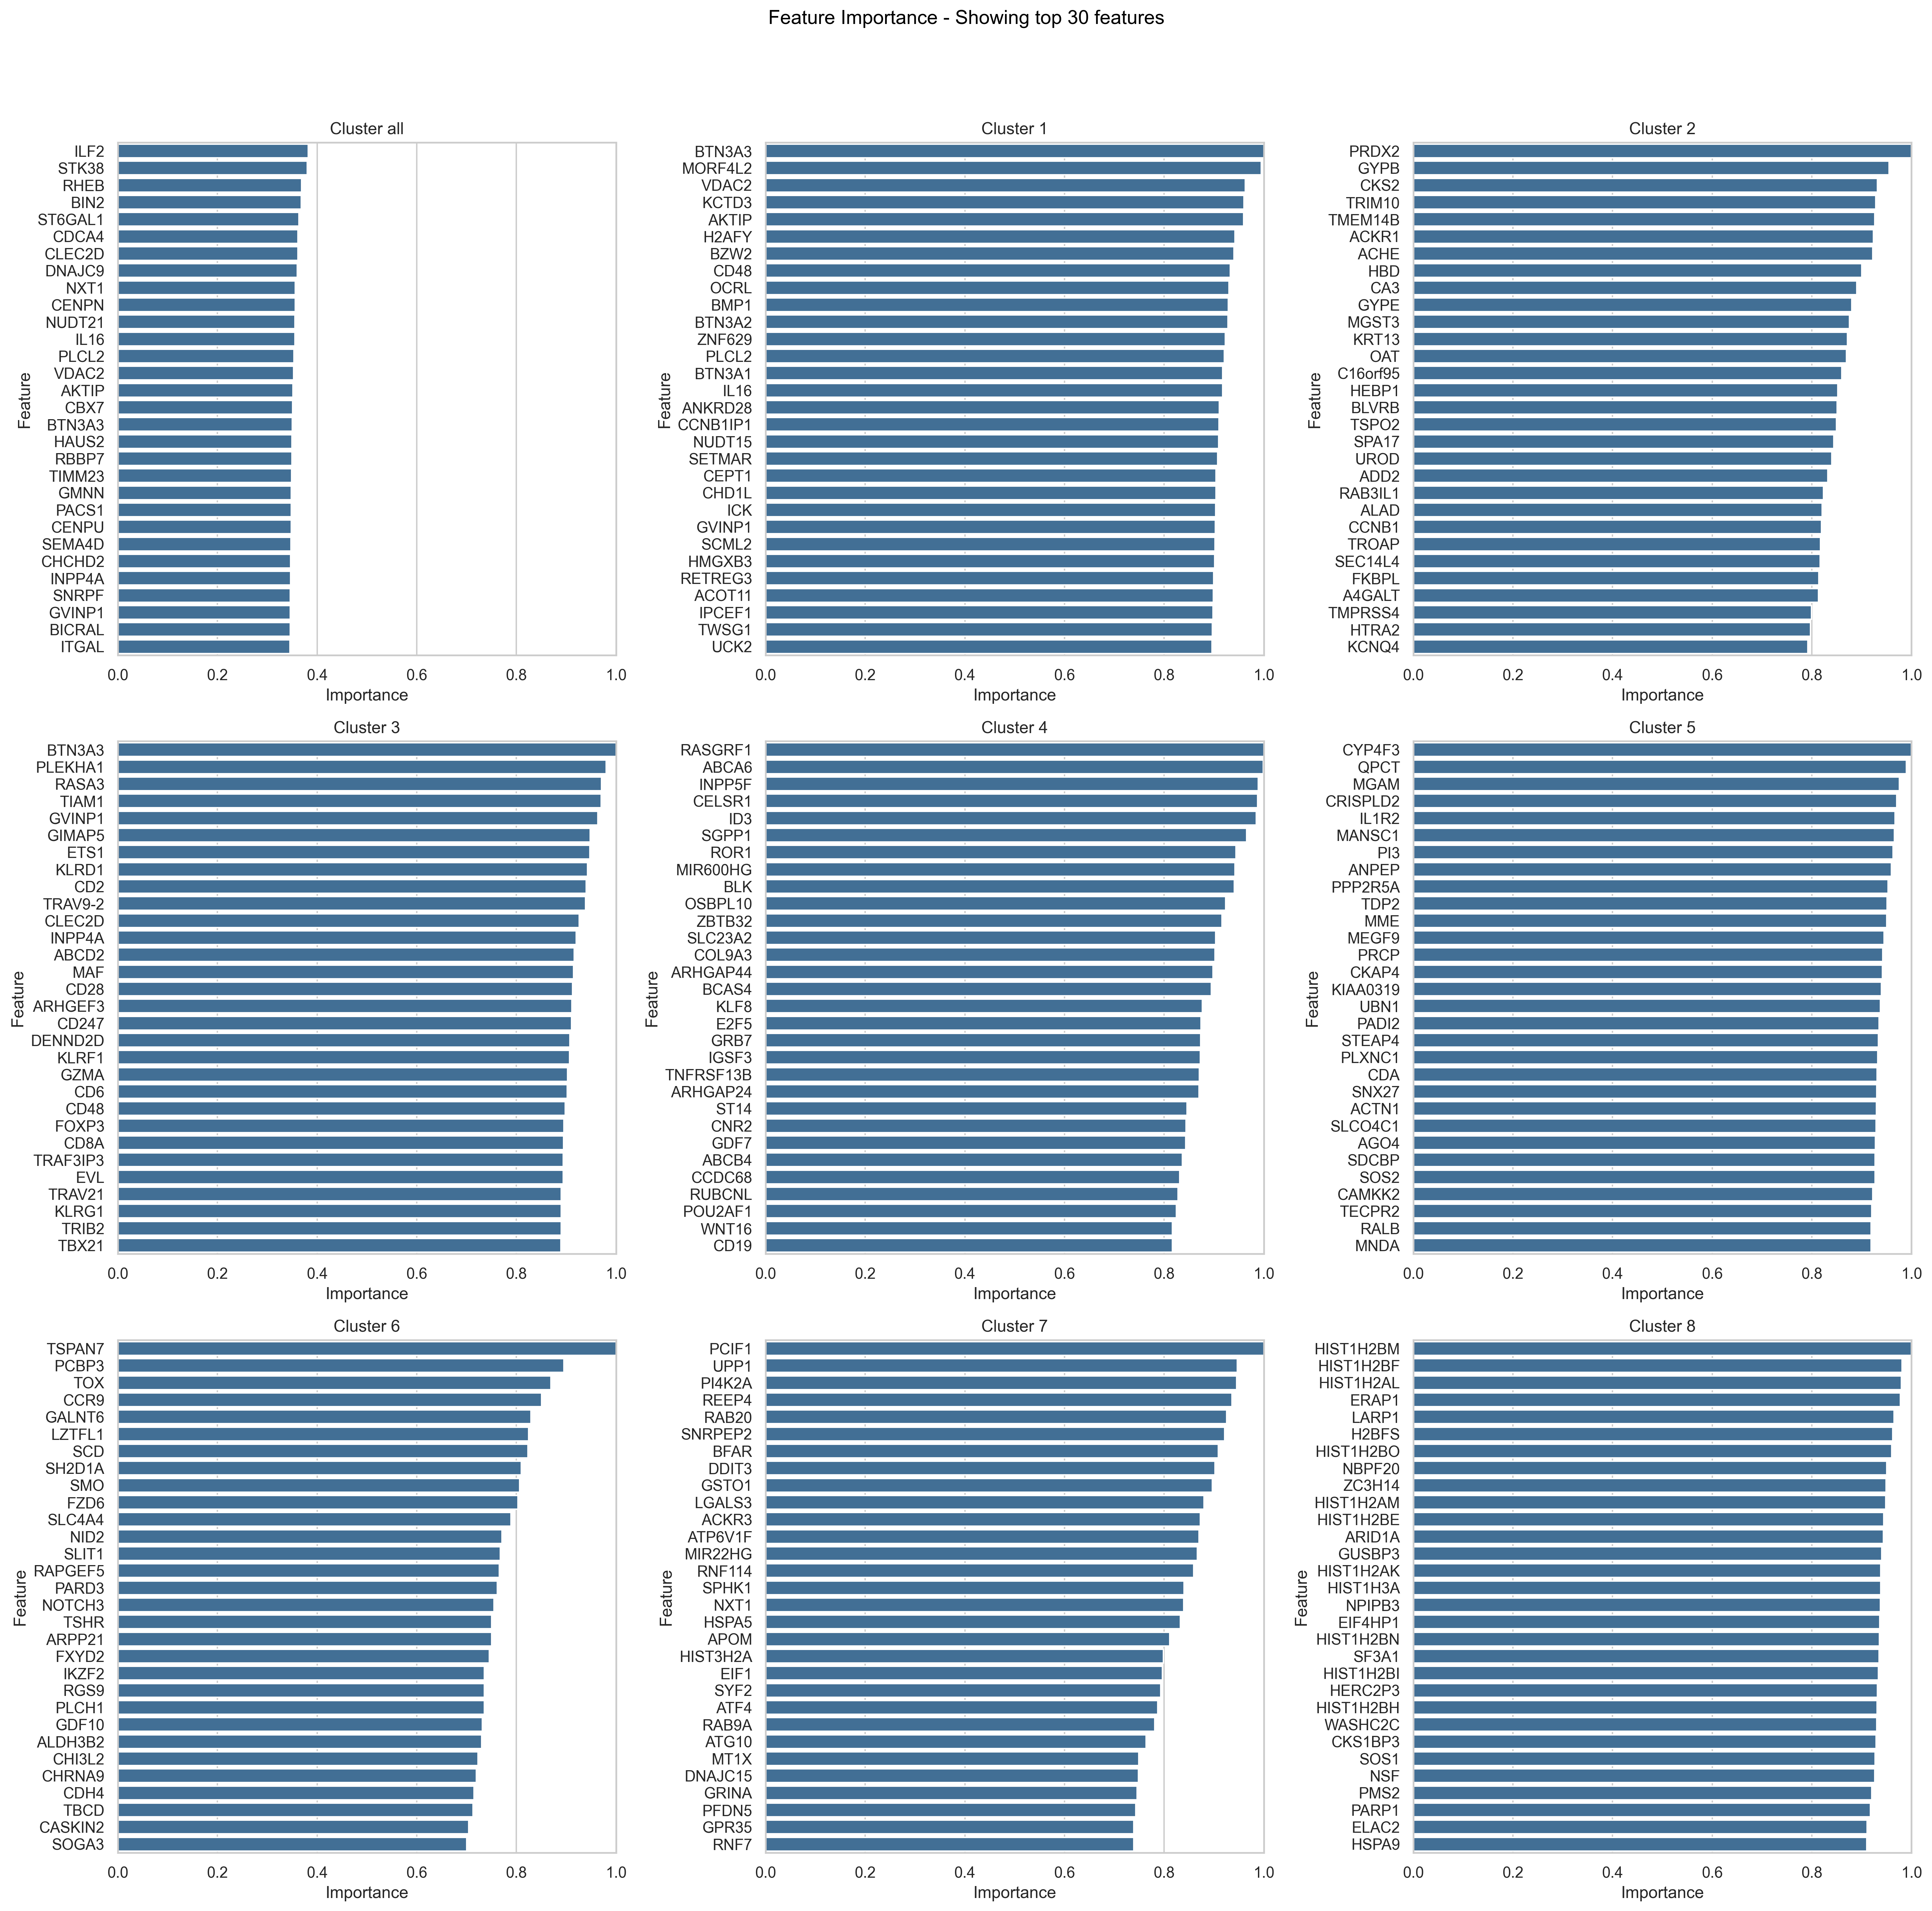 Feature Importance - Showing top 30 features
Cluster all
Feature
ILF2
STK38
RHEB
BIN2
ST6GAL1
CDCA4
CLEC2D
DNAJC9
NXT1
CENPN
NUDT21
IL16
PLCL2
VDAC2
AKTIP
CBX7
BTN3A3
HAUS2
RBBP7
TIMM23
GMNN
PACS1
CENPU
SEMA4D
CHCHD2
INPP4A
SNRPF
GVINP1
BICRAL
ITGAL
0.0 0.2 0.4 0.6 0.8 1.0
Importance
Cluster 1
Feature
BTN3A3
MORF4L2
VDAC2
KCTD3
AKTIP
H2AFY
BZW2
CD48
OCRL
BMP1
BTN3A2
ZNF629
PLCL2
BTN3A1
IL16
ANKRD28
CCNB1IP1
NUDT15
SETMAR
CEPT1
CHD1L
ICK
GVINP1
SCML2
HMGXB3
RETREG3
ACOT11
IPCEF1
TWSG1
UCK2
0.0 0.2 0.4 0.6 0.8 1.0
Importance
Cluster 2
Feature
PRDX2
GYPB
CKS2
TRIM10
TMEM14B
ACKR1
ACHE
HBD
CA3
GYPE
MGST3
KRT13
OAT
C16orf95
HEBP1
BLVRB
TSPO2
SPA17
UROD
ADD2
RAB3IL1
ALAD
CCNB1
TROAP
SEC14L4
FKBPL
A4GALT
TMPRSS4
HTRA2
KCNQ4
0.0 0.2 0.4 0.6 0.8 1.0
Importance
Cluster 3
Feature
BTN3A3
PLEKHA1
RASA3
TIAM1
GVINP1
GIMAP5
ETS1
KLRD1
CD2
TRAV9-2
CLEC2D
INPP4A
ABCD2
MAF
CD28
ARHGEF3
CD247
DENND2D
KLRF1
GZMA
CD6
CD48
FOXP3
CD8A
TRAF3IP3
EVL
TRAV21
KLRG1
TRIB2
TBX21
0.0 0.2 0.4 0.6 0.8 1.0
Importance
Cluster 4
Feature
RASGRF1
ABCA6
INPP5F
CELSR1
ID3
SGPP1
ROR1
MIR600HG
BLK
OSBPL10
ZBTB32
SLC23A2
COL9A3
ARHGAP44
BCAS4
KLF8
E2F5
GRB7
IGSF3
TNFRSF13B
ARHGAP24
ST14
CNR2
GDF7
ABCB4
CCDC68
RUBCNL
POU2AF1
WNT16
CD19
0.0 0.2 0.4 0.6 0.8 1.0
Importance
Cluster 5
Feature
CYP4F3
QPCT
MGAM
CRISPLD2
IL1R2
MANSC1
PI3
ANPEP
PPP2R5A
TDP2
MME
MEGF9
PRCP
CKAP4
KIAA0319
UBN1
PADI2
STEAP4
PLXNC1
CDA
SNX27
ACTN1
SLCO4C1
AGO4
SDCBP
SOS2
CAMKK2
TECPR2
RALB
MNDA
0.0 0.2 0.4 0.6 0.8 1.0
Importance
Cluster 6
Feature
TSPAN7
PCBP3
TOX
CCR9
GALNT6
LZTFL1
SCD
SH2D1A
SMO
FZD6
SLC4A4
NID2
SLIT1
RAPGEF5
PARD3
NOTCH3
TSHR
ARPP21
FXYD2
IKZF2
RGS9
PLCH1
GDF10
ALDH3B2
CHI3L2
CHRNA9
CDH4
TBCD
CASKIN2
SOGA3
0.0 0.2 0.4 0.6 0.8 1.0
Importance
Cluster 7
Feature
PCIF1
UPP1
PI4K2A
REEP4
RAB20
SNRPEP2
BFAR
DDIT3
GSTO1
LGALS3
ACKR3
ATP6V1F
MIR22HG
RNF114
SPHK1
NXT1
HSPA5
APOM
HIST3H2A
EIF1
SYF2
ATF4
RAB9A
ATG10
MT1X
DNAJC15
GRINA
PFDN5
GPR35
RNF7
0.0 0.2 0.4 0.6 0.8 1.0
Importance
Cluster 8
Feature
HIST1H2BM
HIST1H2BF
HIST1H2AL
ERAP1
LARP1
H2BFS
HIST1H2BO
NBPF20
ZC3H14
HIST1H2AM
HIST1H2BE
ARID1A
GUSBP3
HIST1H2AK
HIST1H3A
NPIPB3
EIF4HP1
HIST1H2BN
SF3A1
HIST1H2BI
HERC2P3
HIST1H2BH
WASHC2C
CKS1BP3
SOS1
NSF
PMS2
PARP1
ELAC2
HSPA9
0.0 0.2 0.4 0.6 0.8 1.0
Importance